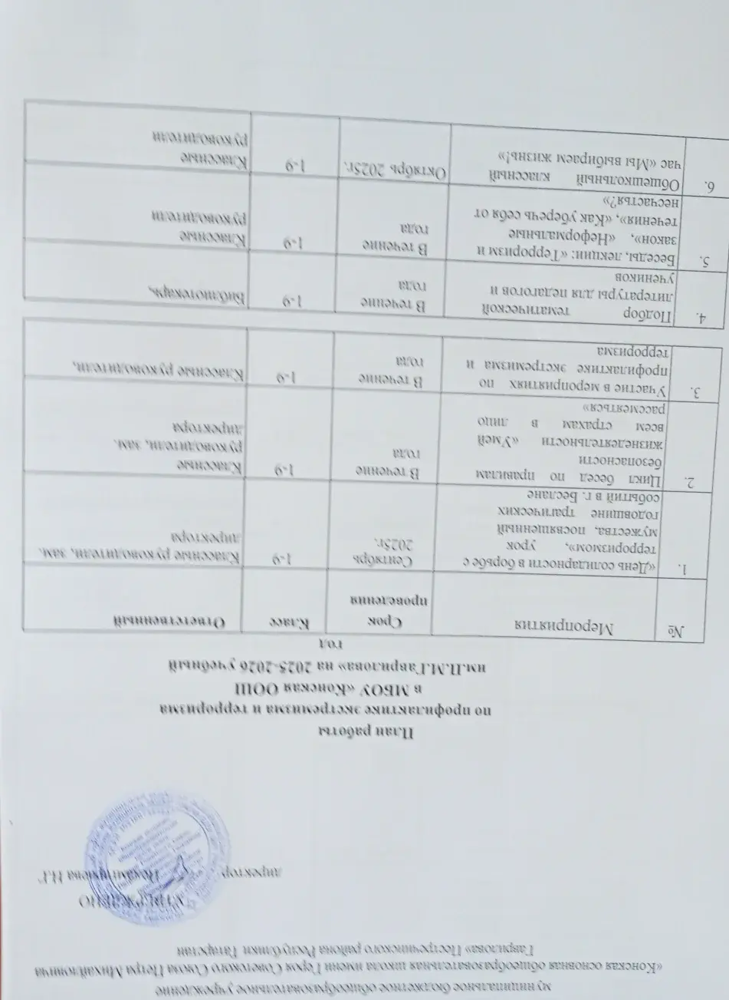 муниципальное бюджетное общеобразовательное учреждение
«Конская основная общеобразовательная школа имени Героя Советского Союза Петра Михайловича
Гаврилова» Пестречинского района Республики Татарстан
УТВЕРЖДЕНО
директор Н.Г.
План работы
по профилактике экстремизма и терроризма
в МБОУ «Конская ООШ
им.П.М.Гаврилова» на 2025-2026 учебный
год
№ Мероприятия Срок проведения Класс Ответственный
1. «День солидарности в борьбе с
терроризмом», урок
мужества, посвященный
годовщине трагических
событий в г. Беслане
Сентябрь
2025г.
1-9
Классные руководители, зам.
директора
2. Цикл бесед по правилам
безопасности
жизнедеятельности «Умей
всем страхам в лицо
рассмеяться»
В течение
года
1-9
Классные
руководители, зам.
директора
3. Участие в мероприятиях по
профилактике экстремизма и
терроризма
В течение
года
1-9
Классные руководители,
4. Подбор тематической
литературы для педагогов и
учеников
В течение
года
1-9
Библиотекарь,
5. Беседы, лекции: «Терроризм и
закон», «Неформальные
течения», «Как уберечь себя от
несчастья?»
В течение
года
1-9
Классные
руководители
6. Общешкольный классный
час «Мы выбираем жизнь!»
Октябрь 2025г.
1-9
Классные
руководители